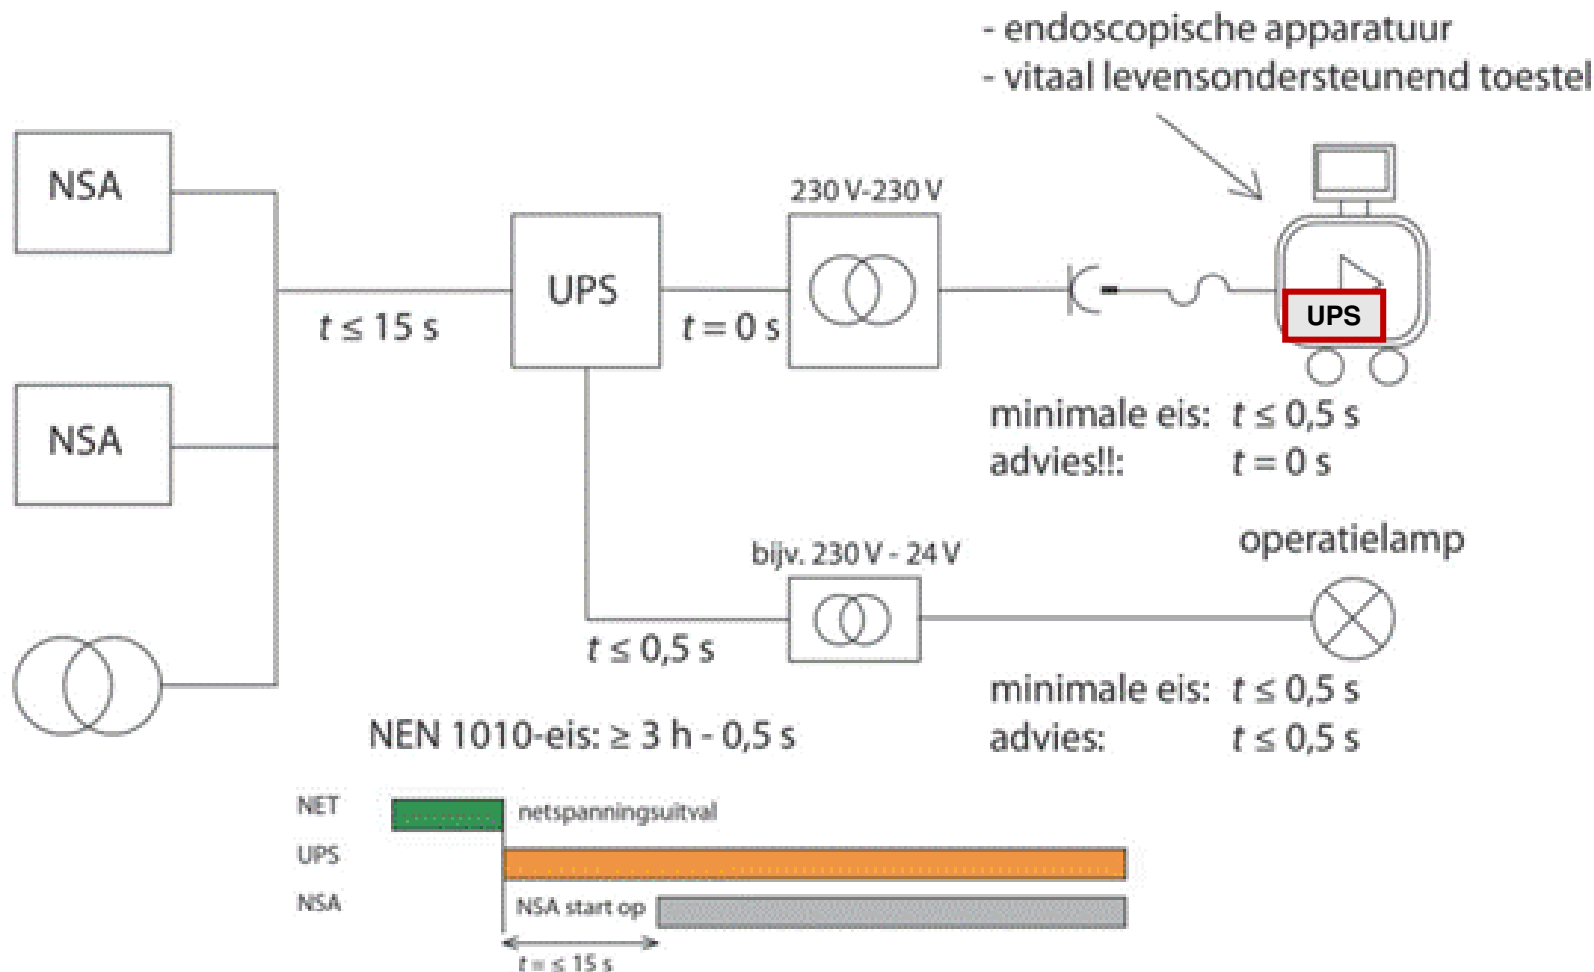 - endoscopische apparatuur
- vitaal levensondersteunend toestel
NSA
230 V-230 V
UPS
t ≤ 15 s
t = 0 s
UPS
NSA
minimale eis: t ≤ 0,5 s
advies!!: t = 0 s
operatielamp
bijv. 230 V - 24 V
t ≤ 0,5 s
minimale eis: t ≤ 0,5 s
advies: t ≤ 0,5 s
NEN 1010-eis: ≥ 3 h - 0,5 s
NET netspanningsuitval
UPS
NSA NSA start op
t = ≤ 15 s